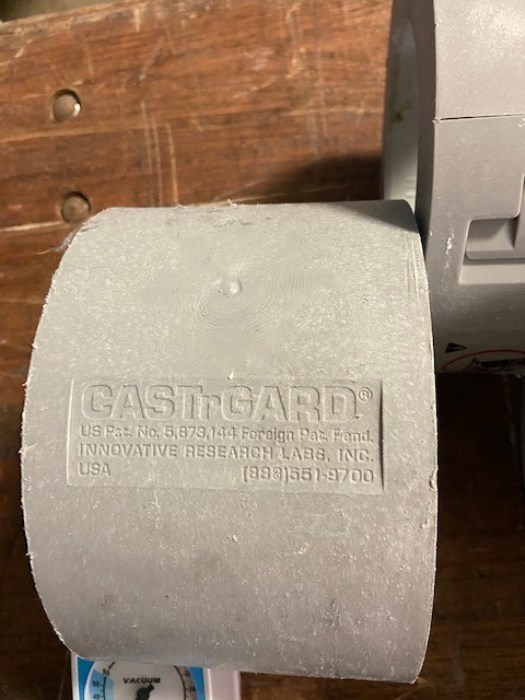 CASTrGARD®
US Pat. No. 5,873,144 Foreign Pat. Pend.
INNOVATIVE RESEARCH LABS, INC.
USA (888)551-9700
VACUUM